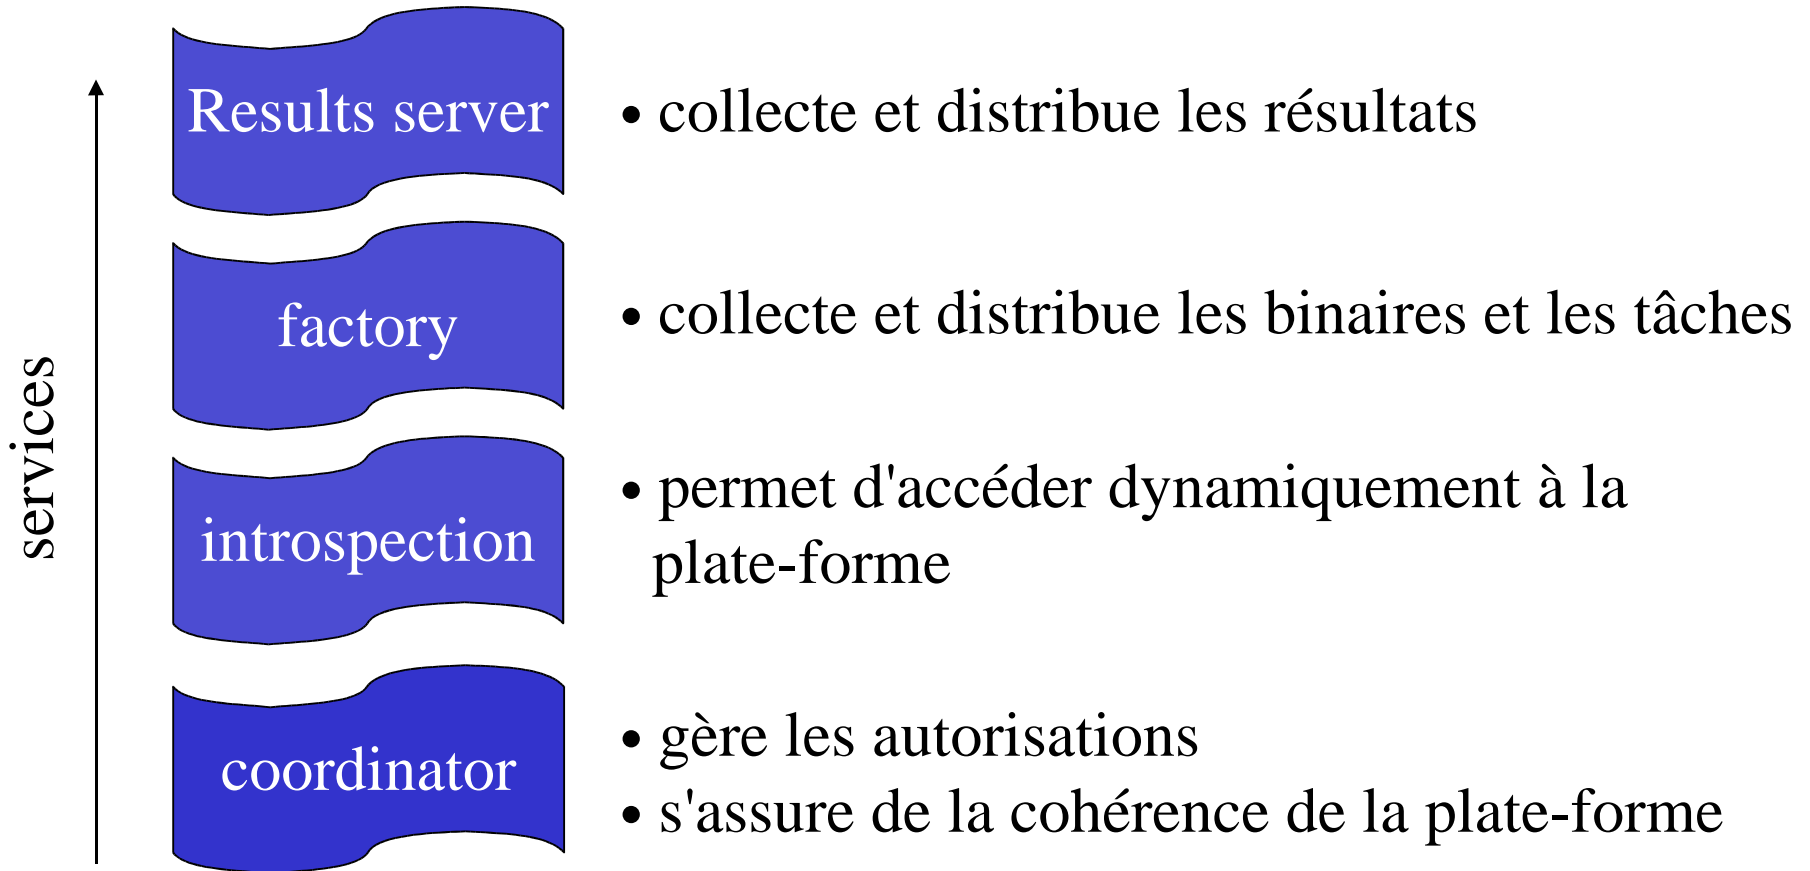 services
Results server
• collecte et distribue les résultats
factory
• collecte et distribue les binaires et les tâches
introspection
• permet d'accéder dynamiquement à la
plate-forme
coordinator
• gère les autorisations
• s'assure de la cohérence de la plate-forme